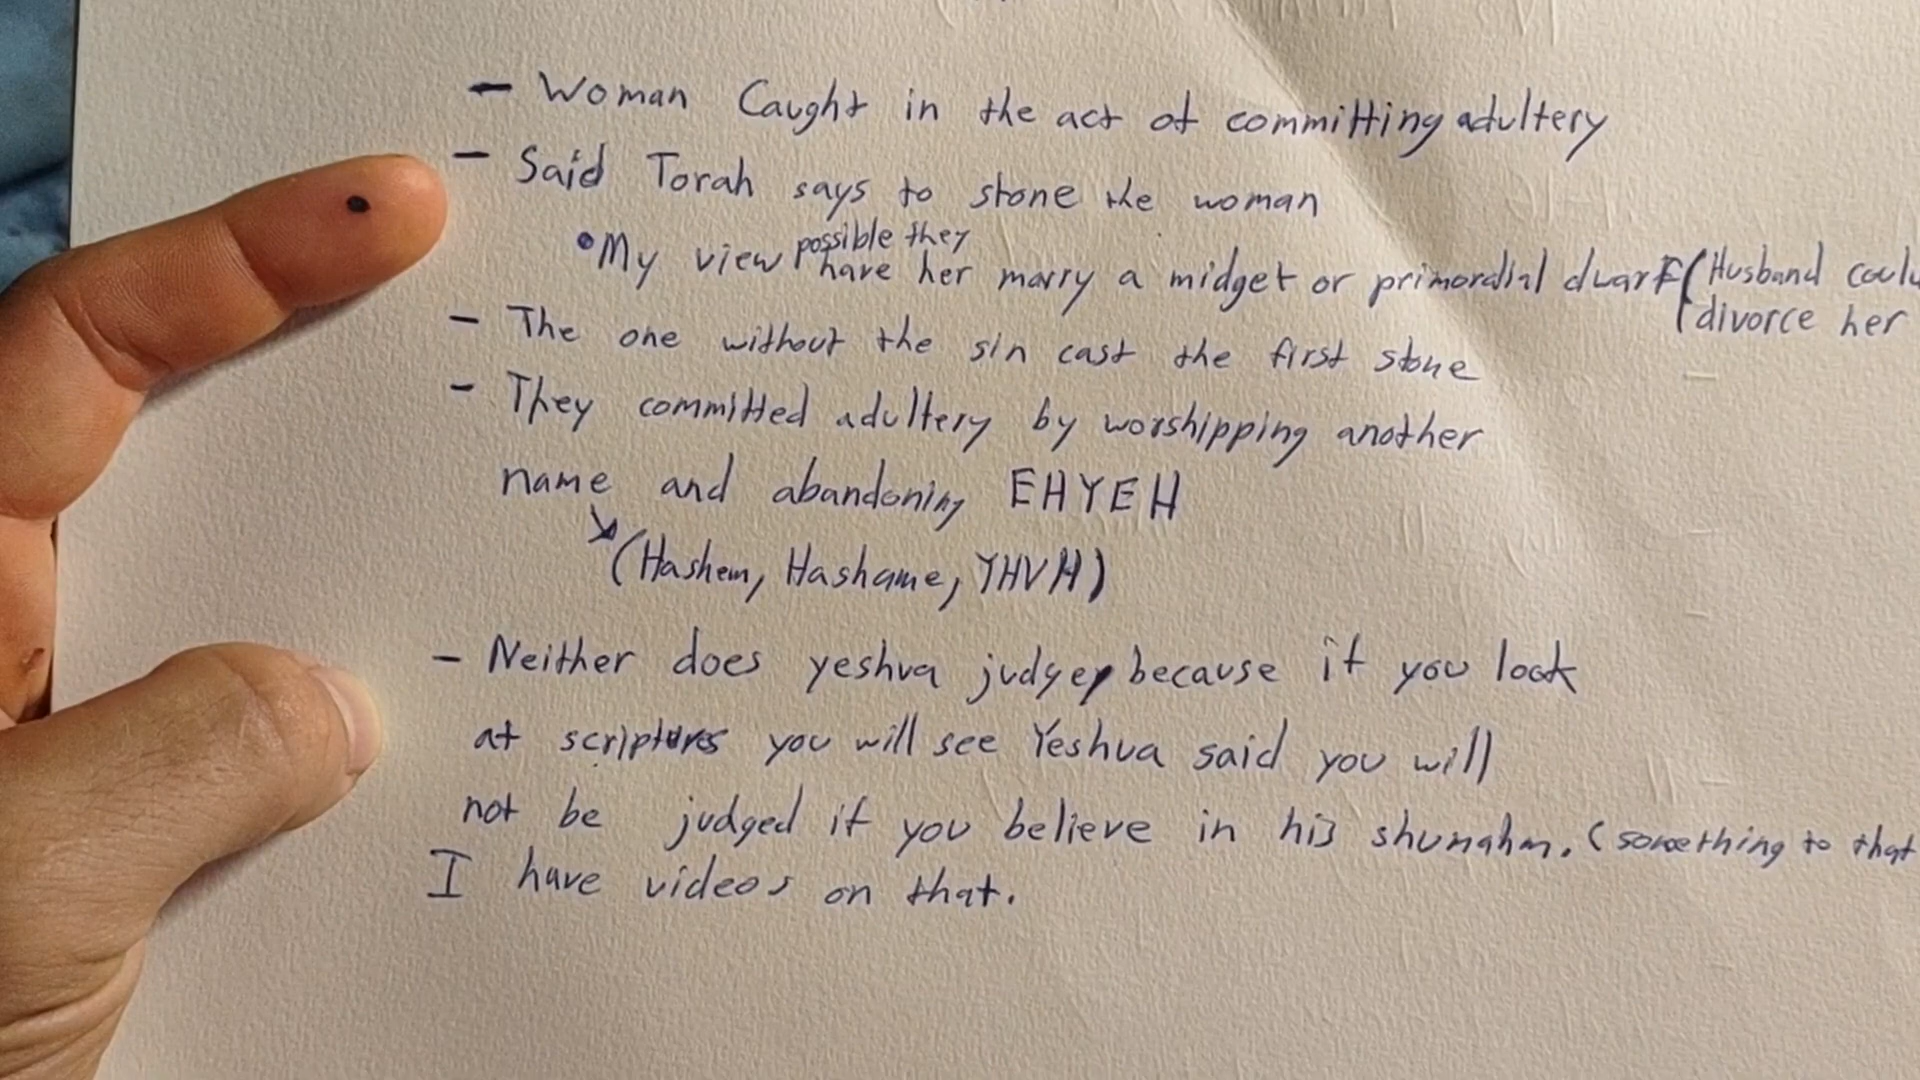 - Woman Caught in the act of committing adultery
- Said Torah says to stone the woman
•My view possible they have her marry a midget or primordial dwarf (Husband could
divorce her
- The one without the sin cast the first stone
- They committed adultery by worshipping another
name and abandoning EHYEH
↘(Hashem, Hashame, YHVH)
- Neither does yeshua judge, because if you look
at scriptures you will see Yeshua said you will
not be judged if you believe in his shunahm. (something to that
I have videos on that.